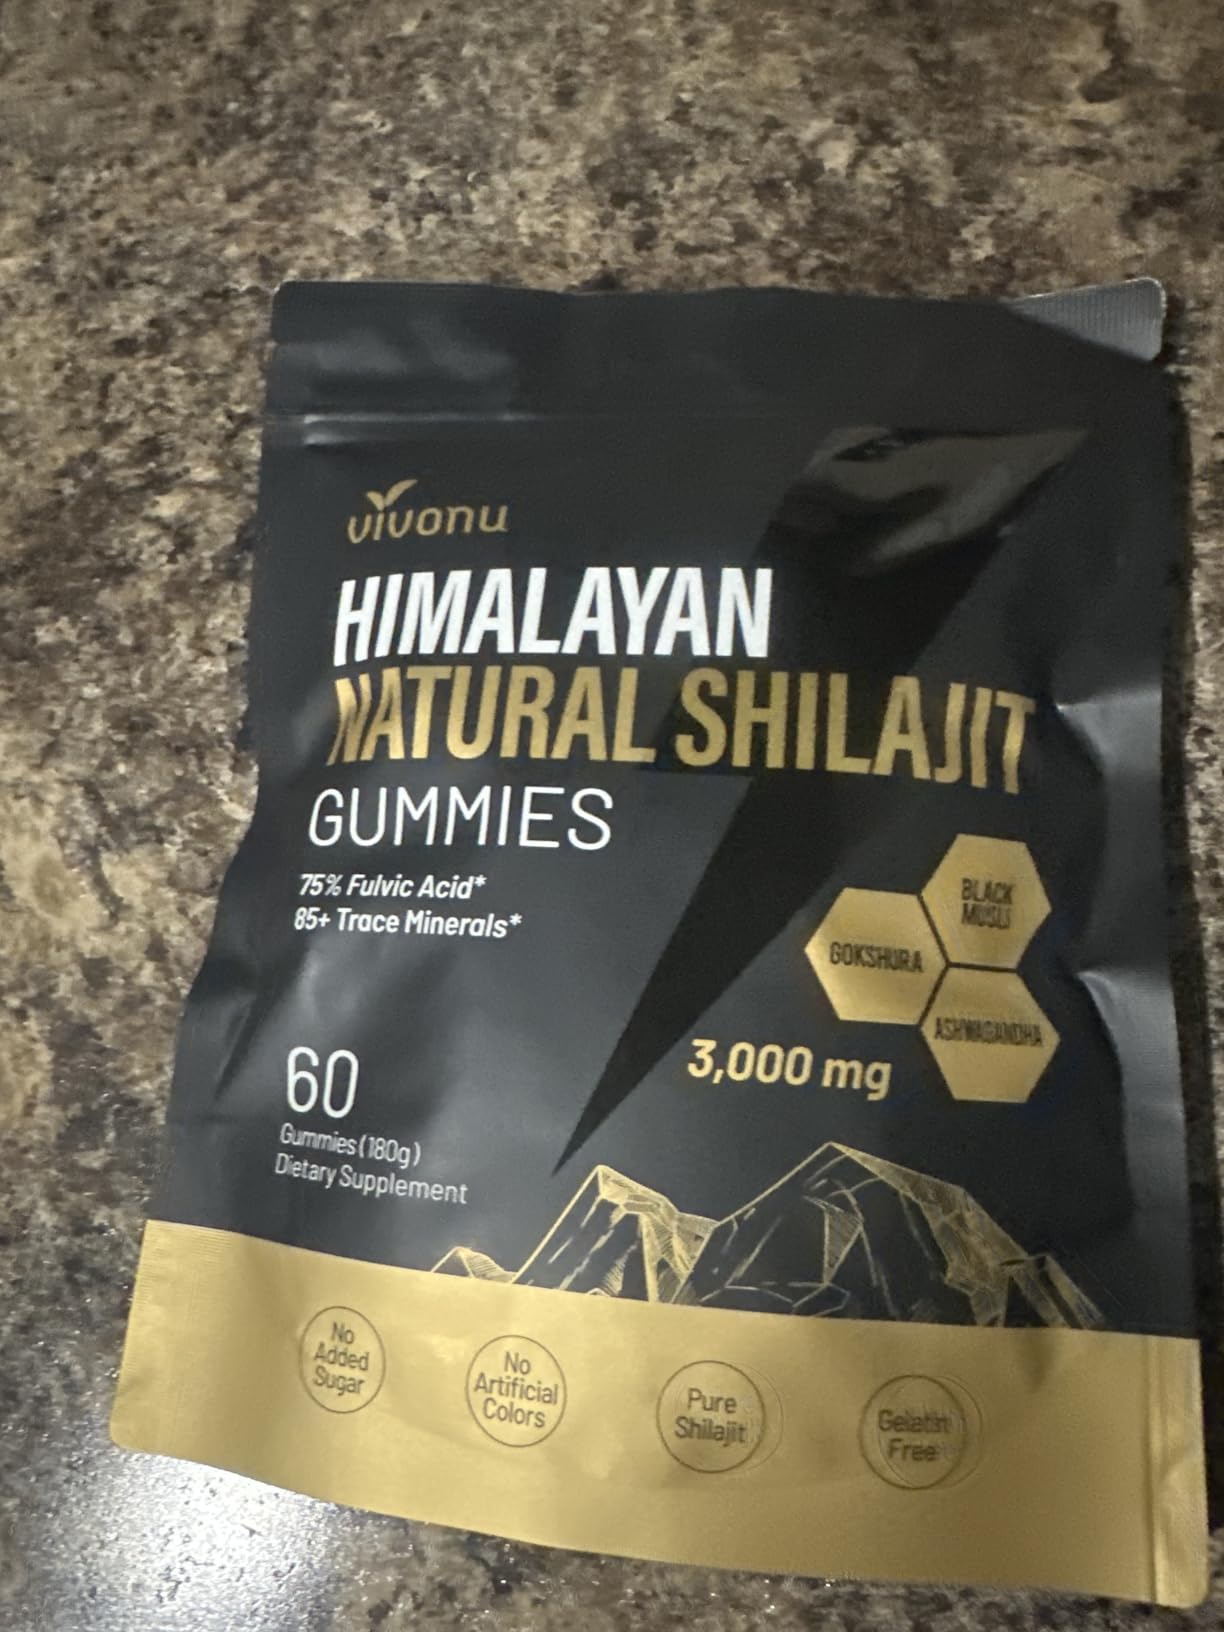 vivonu
HIMALAYAN
NATURAL SHILAJIT
GUMMIES
75% Fulvic Acid*
85+ Trace Minerals*
BLACK
MUSLI
GOKSHURA
ASHWAGANDHA
3,000 mg
60
Gummies (180g)
Dietary Supplement
No
Added
Sugar
No
Artificial
Colors
Pure
Shilajit
Gelatin
Free